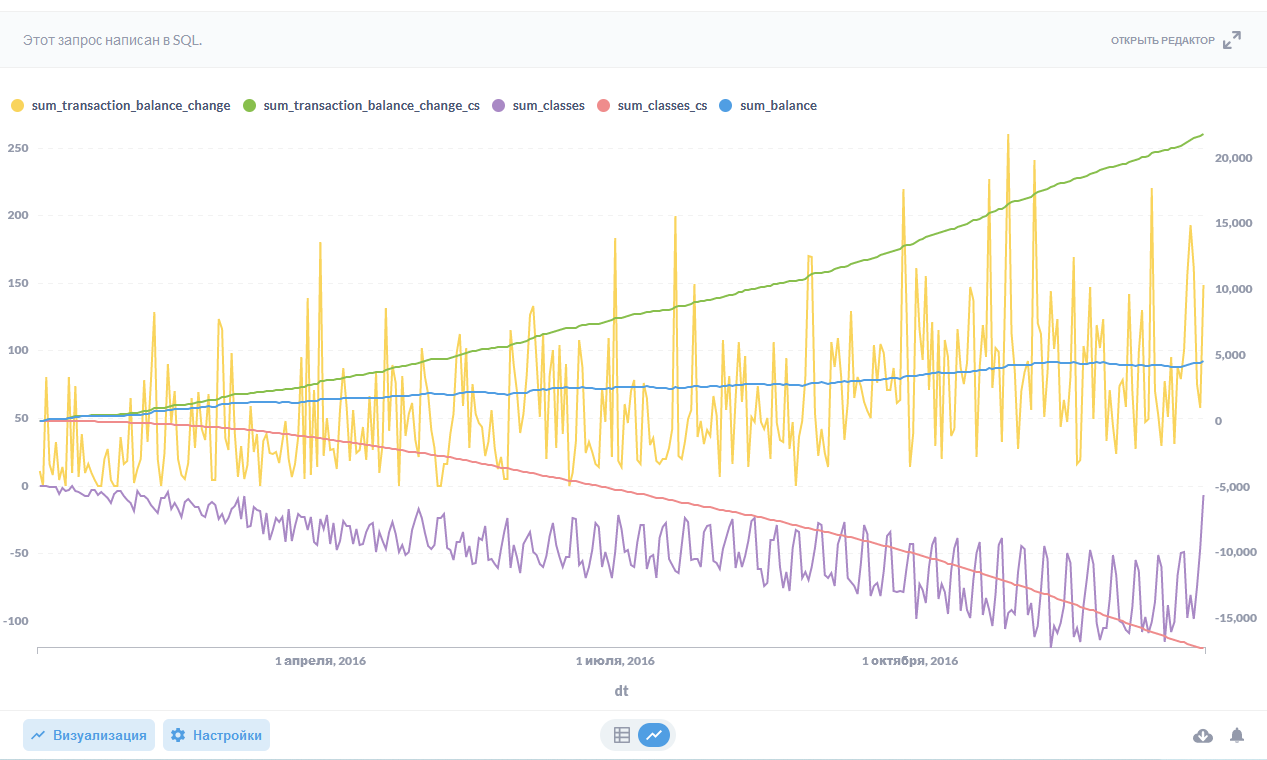 Этот запрос написан в SQL.
ОТКРЫТЬ РЕДАКТОР
sum_transaction_balance_change sum_transaction_balance_change_cs sum_classes sum_classes_cs sum_balance
250
200
150
100
50
0
-50
-100
20,000
15,000
10,000
5,000
0
-5,000
-10,000
-15,000
1 апреля, 2016 1 июля, 2016 1 октября, 2016
dt
Визуализация Настройки